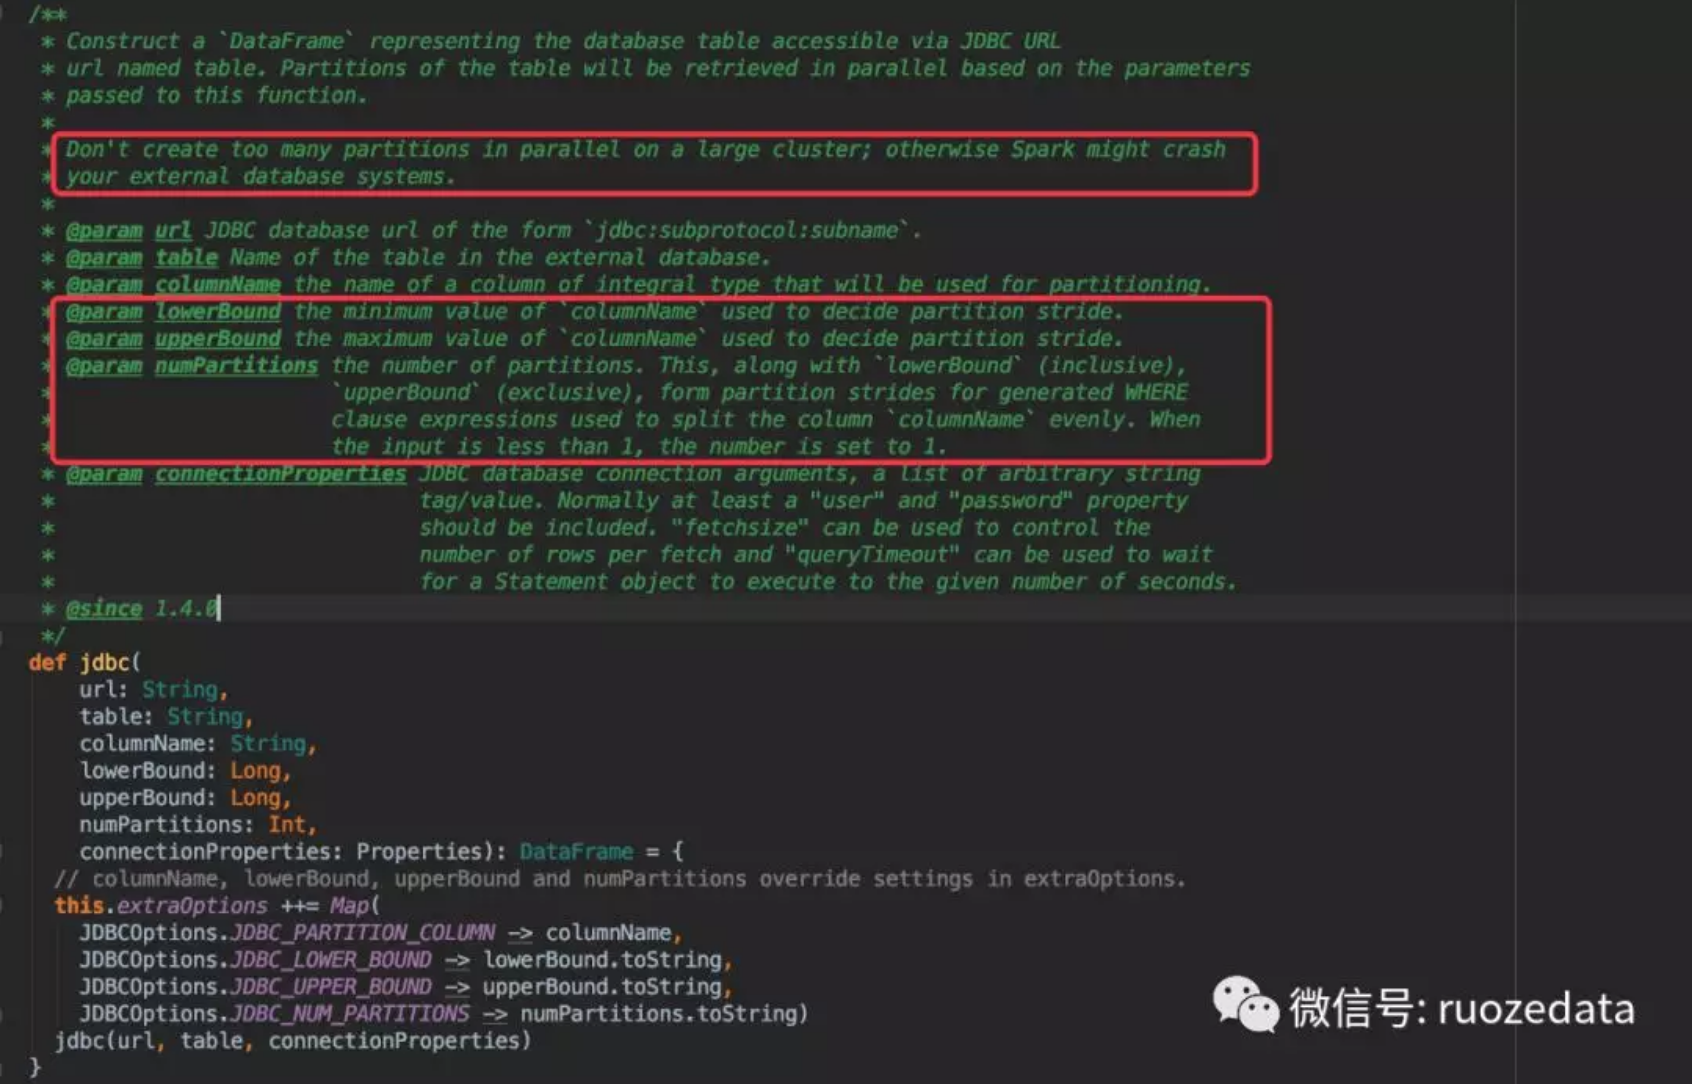 /**
* Construct a `DataFrame` representing the database table accessible via JDBC URL
* url named table. Partitions of the table will be retrieved in parallel based on the parameters
* passed to this function.
*
* Don't create too many partitions in parallel on a large cluster; otherwise Spark might crash
* your external database systems.
*
* @param url JDBC database url of the form `jdbc:subprotocol:subname`.
* @param table Name of the table in the external database.
* @param columnName the name of a column of integral type that will be used for partitioning.
* @param lowerBound the minimum value of `columnName` used to decide partition stride.
* @param upperBound the maximum value of `columnName` used to decide partition stride.
* @param numPartitions the number of partitions. This, along with `lowerBound` (inclusive),
* `upperBound` (exclusive), form partition strides for generated WHERE
* clause expressions used to split the column `columnName` evenly. When
* the input is less than 1, the number is set to 1.
* @param connectionProperties JDBC database connection arguments, a list of arbitrary string
* tag/value. Normally at least a "user" and "password" property
* should be included. "fetchsize" can be used to control the
* number of rows per fetch and "queryTimeout" can be used to wait
* for a Statement object to execute to the given number of seconds.
* @since 1.4.0
*/
def jdbc(
url: String,
table: String,
columnName: String,
lowerBound: Long,
upperBound: Long,
numPartitions: Int,
connectionProperties: Properties): DataFrame = {
// columnName, lowerBound, upperBound and numPartitions override settings in extraOptions.
this.extraOptions ++= Map(
JDBCOptions.JDBC_PARTITION_COLUMN -> columnName,
JDBCOptions.JDBC_LOWER_BOUND -> lowerBound.toString,
JDBCOptions.JDBC_UPPER_BOUND -> upperBound.toString,
JDBCOptions.JDBC_NUM_PARTITIONS -> numPartitions.toString)
jdbc(url, table, connectionProperties)
}
微信号: ruozedata